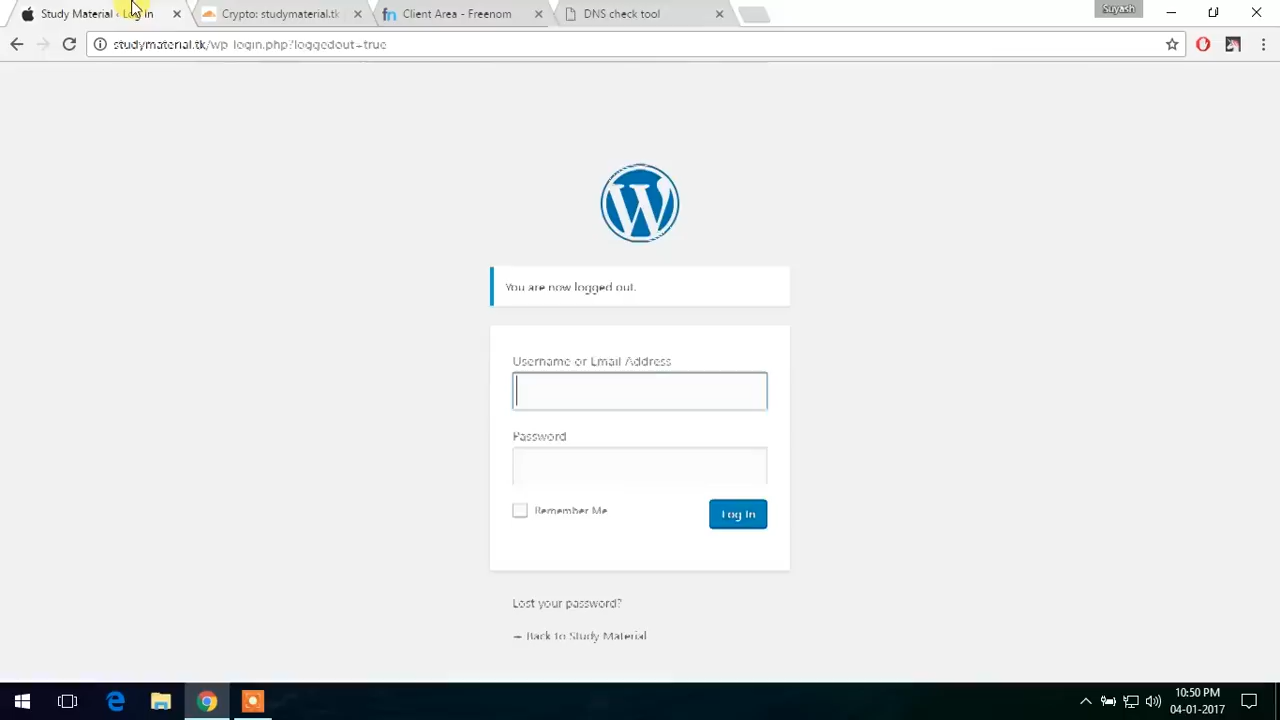 Study Material ‹ Log In
Crypto: studymaterial.tk
Client Area - Freenom
DNS check tool
Suyash
studymaterial.tk/wp-login.php?loggedout=true
You are now logged out.
Username or Email Address
Password
Remember Me
Log In
Lost your password?
← Back to Study Material
10:50 PM
04-01-2017